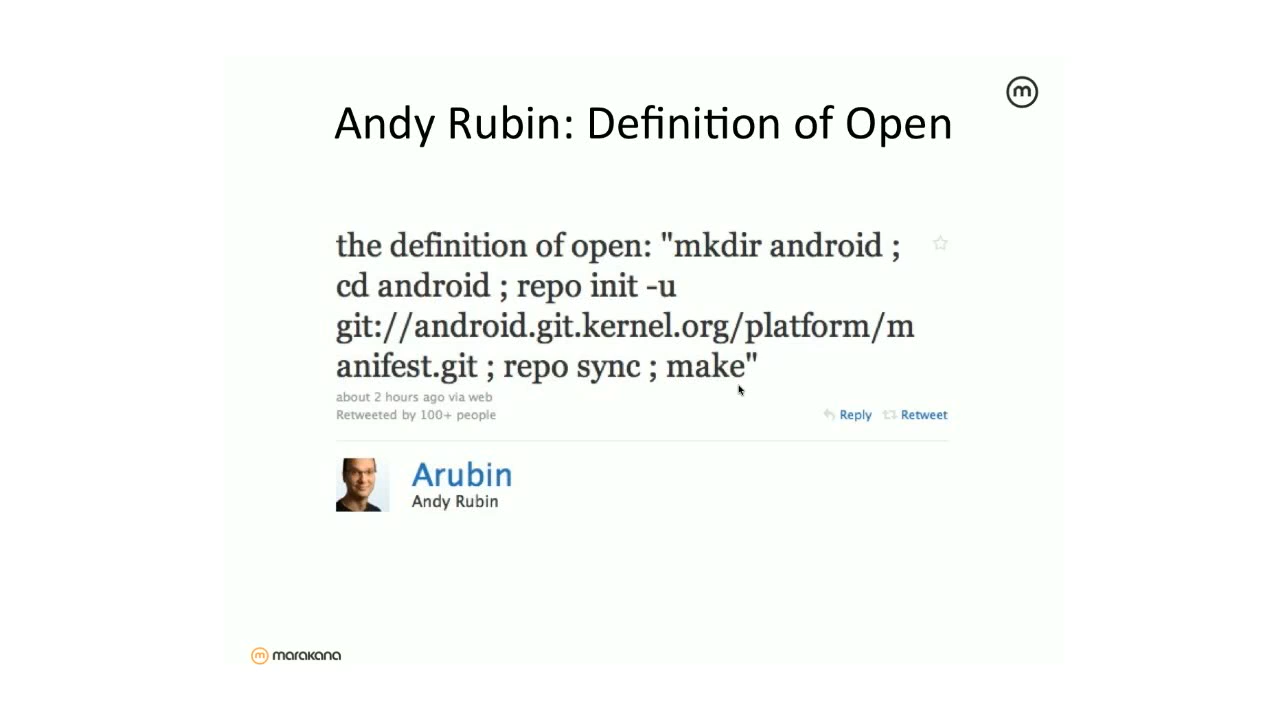 m
Andy Rubin: Definition of Open
the definition of open: "mkdir android ;
cd android ; repo init -u
git://android.git.kernel.org/platform/m
anifest.git ; repo sync ; make"
about 2 hours ago via web
Retweeted by 100+ people
Reply Retweet
Arubin
Andy Rubin
m marakana